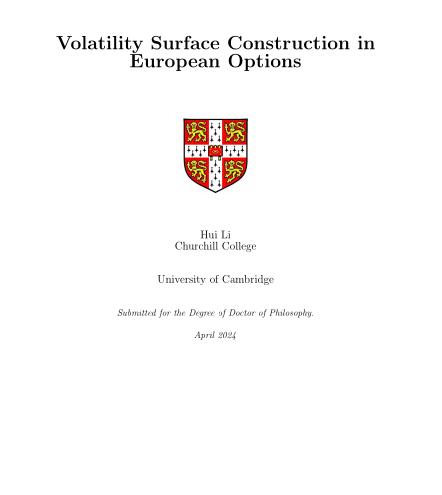 Volatility Surface Construction in
European Options
Hui Li
Churchill College
University of Cambridge
Submitted for the Degree of Doctor of Philosophy.
April 2024